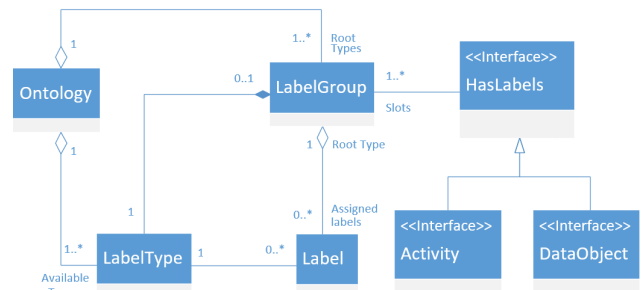 1
1..*
Root
Types
<<Interface>>
HasLabels
Ontology
LabelGroup
0..1
1..*
Slots
1
1
Root Type
<<Interface>>
Activity
<<Interface>>
DataObject
1
0..*
Assigned
labels
1..*
LabelType
1
0..*
Label
Available